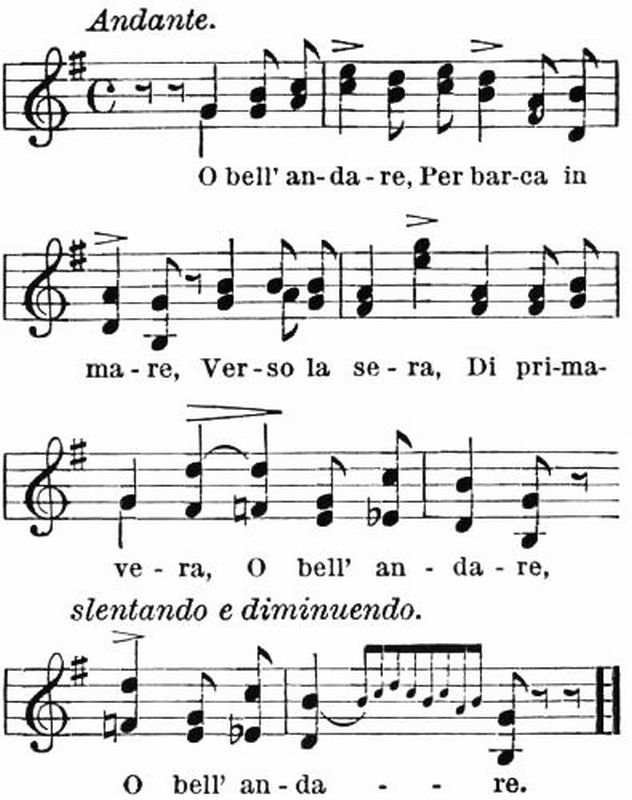 Andante.
O bell' an-da-re, Per bar-ca in
ma-re, Ver-so la se-ra, Di pri-ma-
ve-ra, O bell' an-da-re,
slentando e diminuendo.
O bell' an-da - - re.